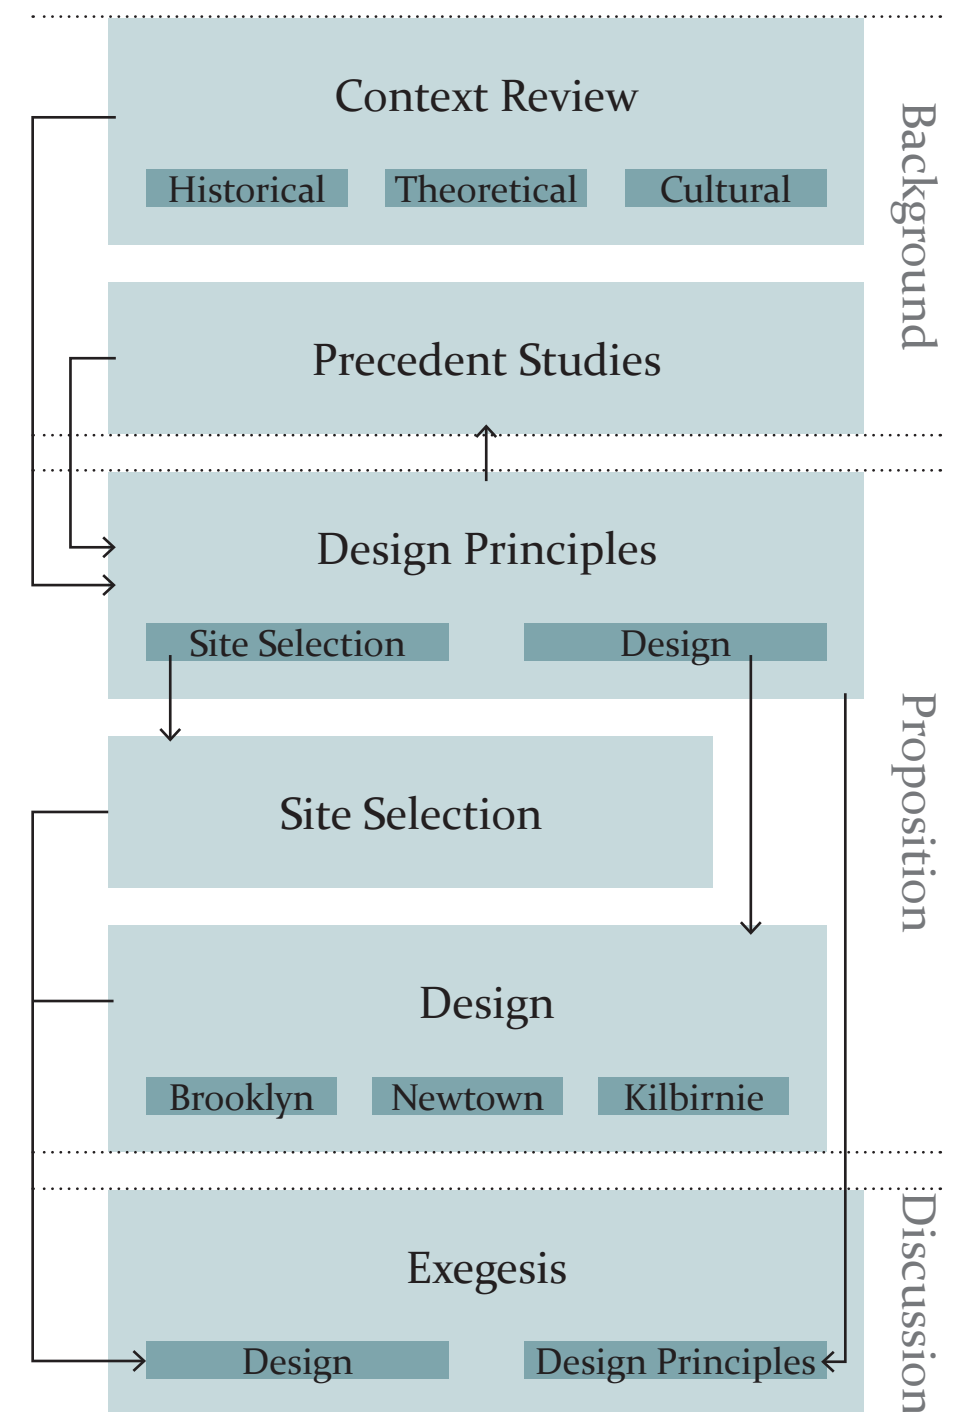 Context Review
Historical
Theoretical
Cultural
Background
Precedent Studies
Design Principles
Site Selection
Design
Proposition
Site Selection
Design
Brooklyn
Newtown
Kilbirnie
Exegesis
Discussion
Design
Design Principles